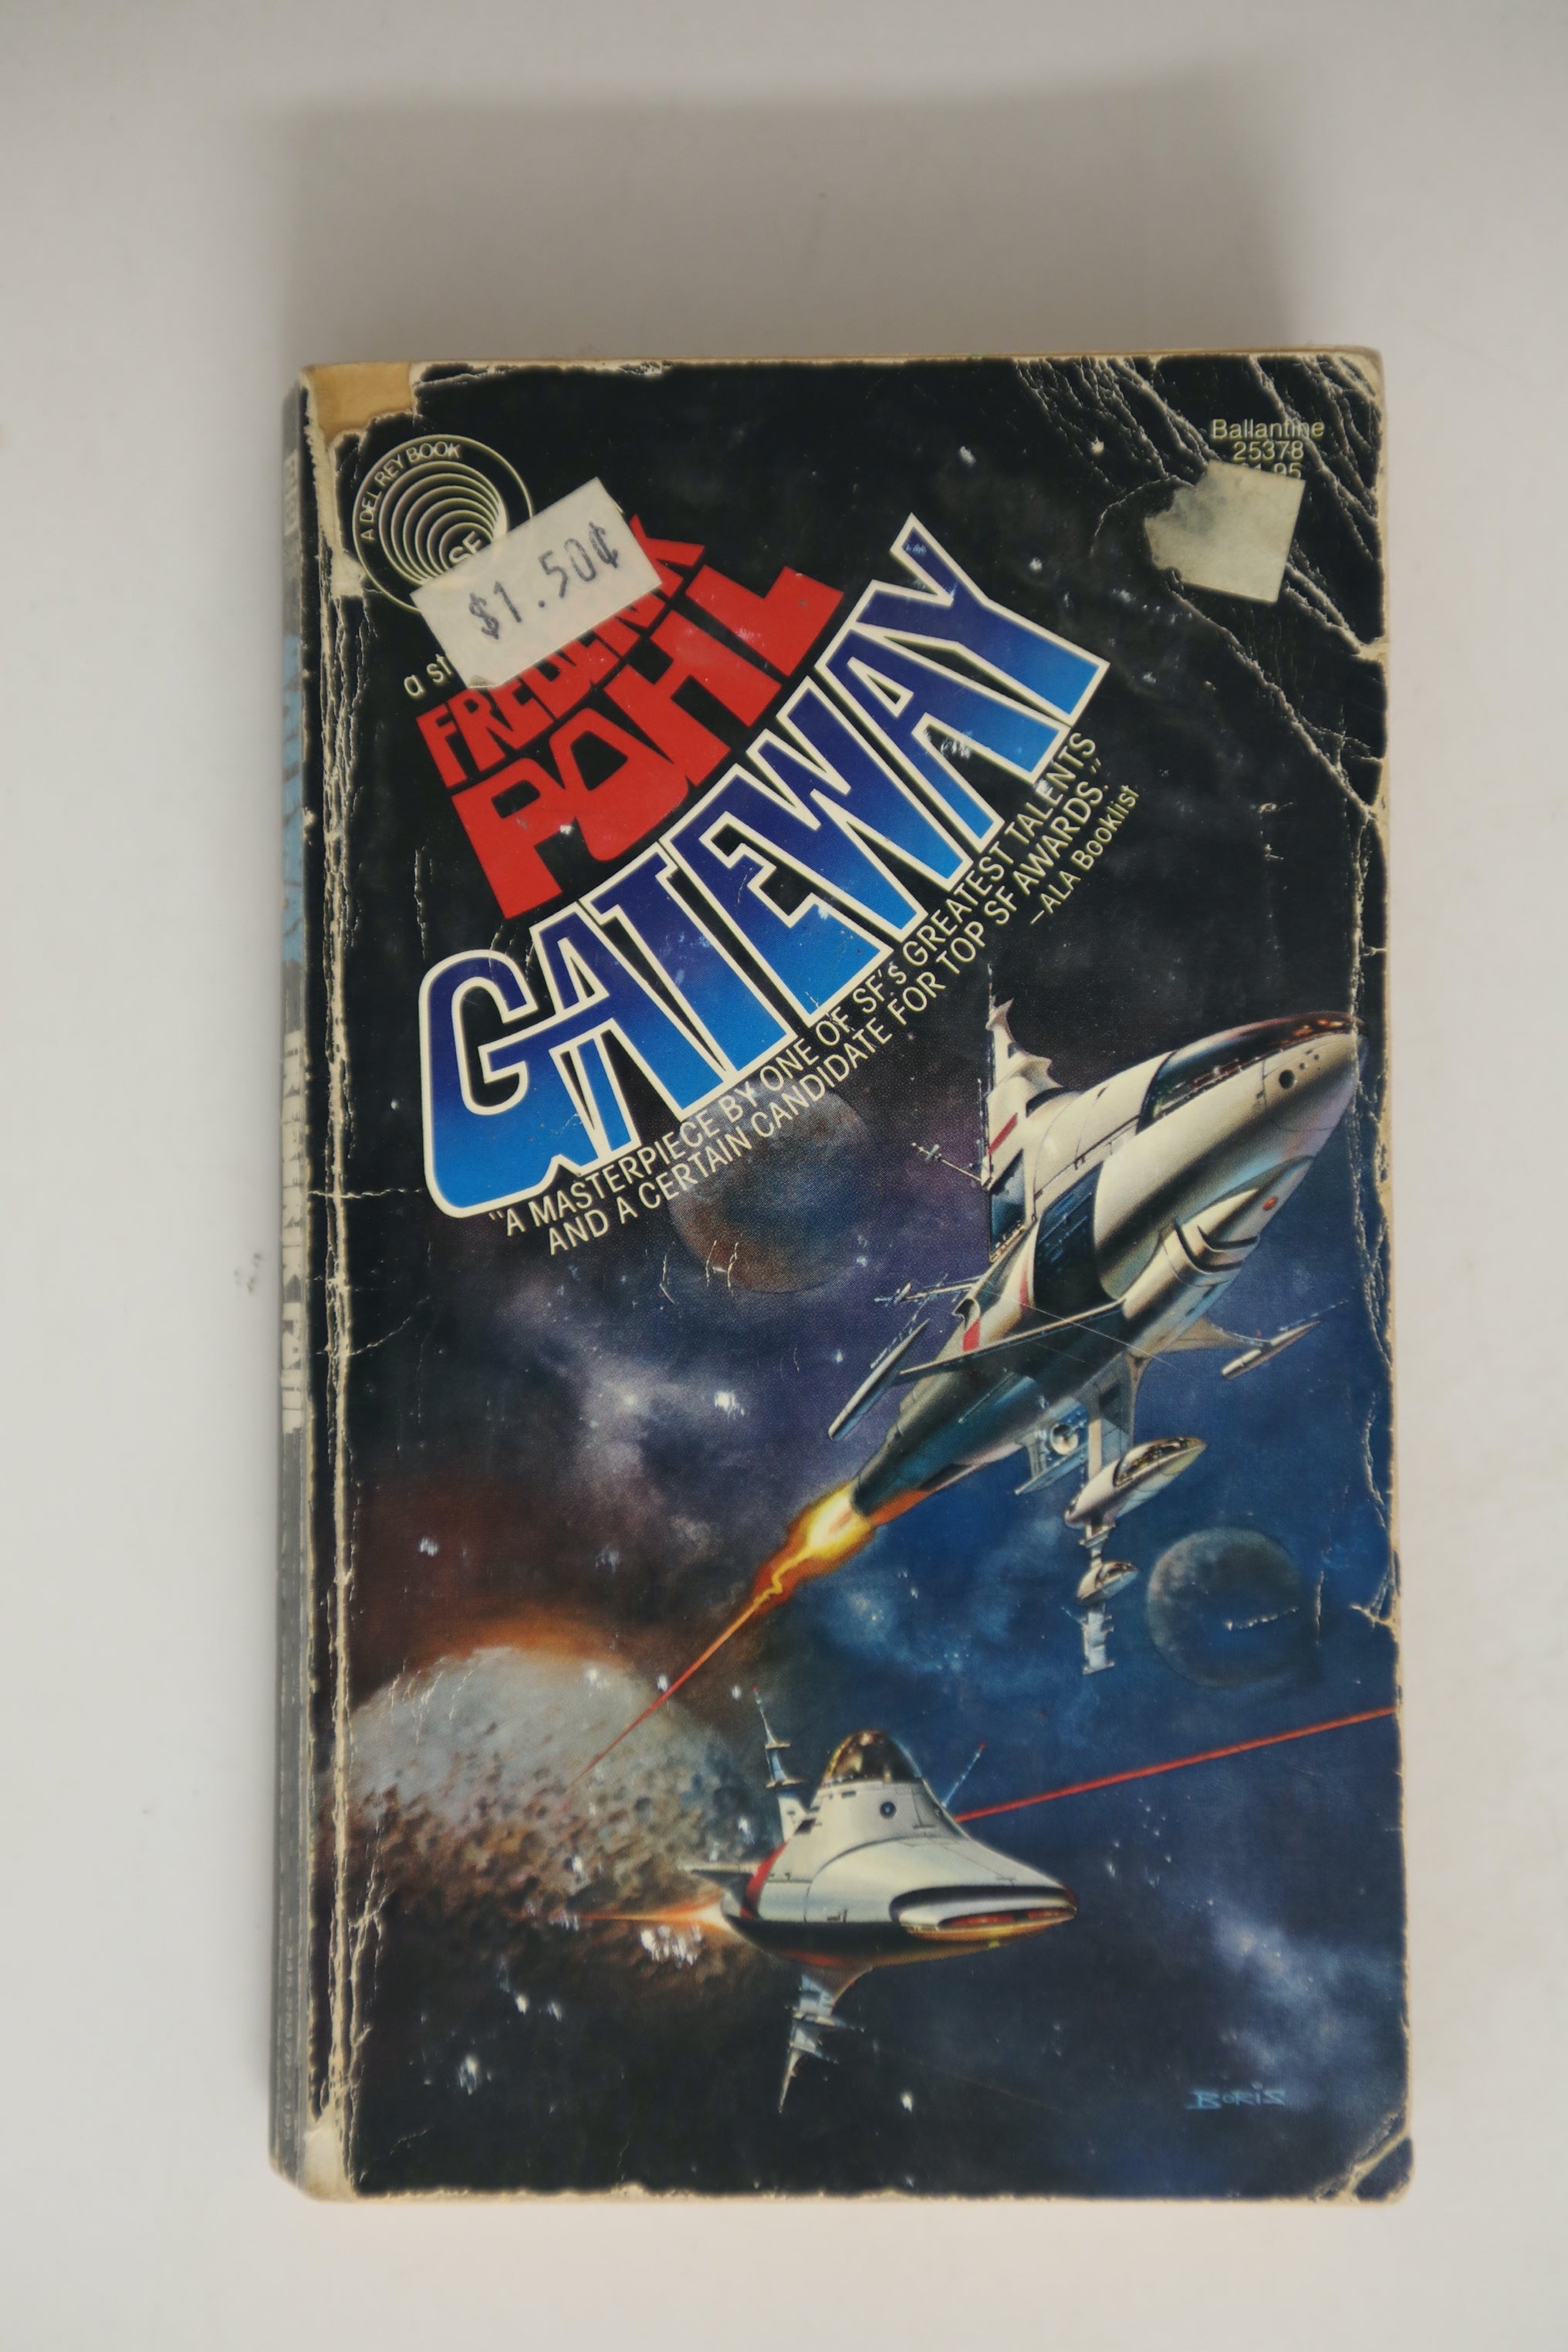 A DEL REY BOOK
SF
Ballantine
25378
$1.50¢
a
POHL
GATEWAY
"A MASTERPIECE BY ONE OF SF's GREATEST TALENTS
AND A CERTAIN CANDIDATE FOR TOP SF AWARDS."
—ALA Booklist
BORIS